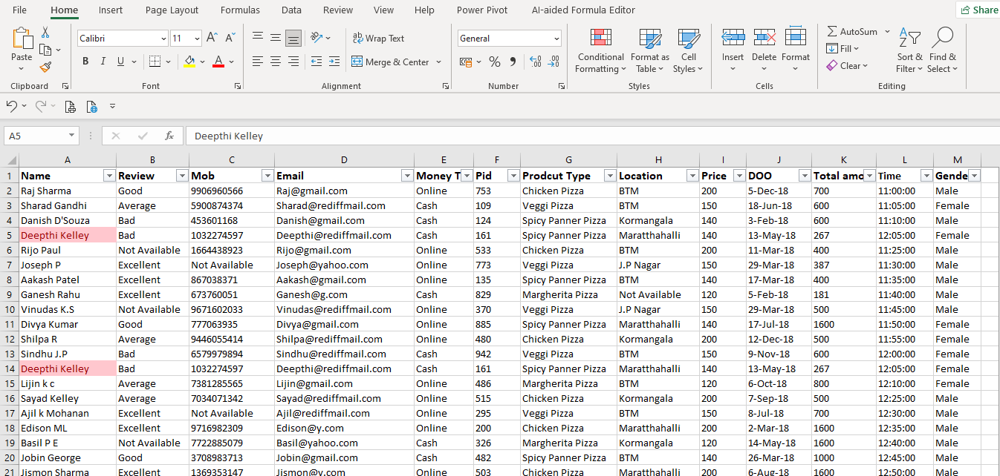 File Home Insert Page Layout Formulas Data Review View Help Power Pivot AI-aided Formula Editor Share
Calibri 11 ab Wrap Text General AutoSum
Paste B I U Merge & Center % Conditional Formatting Format as Table Cell Styles Insert Delete Format Fill Clear Sort & Filter Find & Select
Clipboard Font Alignment Number Styles Cells Editing
A5 fx Deepthi Kelley
A B C D E F G H I J K L M
1 Name Review Mob Email Money T Pid Prodcut Type Location Price DOO Total amo Time Gende
2 Raj Sharma Good 9906960566 Raj@gmail.com Online 753 Chicken Pizza BTM 200 5-Dec-18 700 11:00:00 Male
3 Sharad Gandhi Average 5900874374 Sharad@rediffmail.com Cash 109 Veggi Pizza BTM 150 18-Jun-18 600 11:05:00 Female
4 Danish D'Souza Bad 453601168 Danish@gmail.com Cash 124 Spicy Panner Pizza Kormangala 140 3-Feb-18 600 11:10:00 Male
5 Deepthi Kelley Bad 1032274597 Deepthi@rediffmail.com Cash 161 Spicy Panner Pizza Maratthahalli 140 13-May-18 267 12:05:00 Female
6 Rijo Paul Not Available 1664438923 Rijo@gmail.com Online 533 Chicken Pizza BTM 200 11-Mar-18 400 11:25:00 Male
7 Joseph P Excellent Not Available Joseph@yahoo.com Online 773 Veggi Pizza J.P Nagar 150 29-Mar-18 387 11:30:00 Male
8 Aakash Patel Excellent 867038371 Aakash@gmail.com Online 135 Spicy Panner Pizza BTM 140 17-Mar-18 400 11:35:00 Male
9 Ganesh Rahu Excellent 673760051 Ganesh@g.com Cash 829 Margherita Pizza Not Available 120 5-Feb-18 181 11:40:00 Male
10 Vinudas K.S Not Available 9671602033 Vinudas@rediffmail.com Online 370 Veggi Pizza J.P Nagar 150 29-Mar-18 500 11:45:00 Male
11 Divya Kumar Good 777063935 Divya@gmail.com Online 885 Spicy Panner Pizza Maratthahalli 140 17-Jul-18 1600 11:50:00 Female
12 Shilpa R Average 9446055414 Shilpa@rediffmail.com Online 480 Chicken Pizza Kormangala 200 12-Dec-18 500 11:55:00 Female
13 Sindhu J.P Bad 6579979894 Sindhu@rediffmail.com Cash 942 Veggi Pizza BTM 150 9-Nov-18 600 12:00:00 Female
14 Deepthi Kelley Bad 1032274597 Deepthi@rediffmail.com Cash 161 Spicy Panner Pizza Maratthahalli 140 13-May-18 267 12:05:00 Female
15 Lijin k c Average 7381285565 Lijin@gmail.com Online 486 Margherita Pizza BTM 120 6-Oct-18 800 12:10:00 Female
16 Sayad Kelley Average 7034071342 Sayad@rediffmail.com Online 515 Chicken Pizza Kormangala 200 7-Sep-18 500 12:25:00 Male
17 Ajil k Mohanan Excellent Not Available Ajil@rediffmail.com Online 295 Veggi Pizza BTM 150 8-Jul-18 700 12:30:00 Male
18 Edison ML Excellent 9716982309 Edison@y.com Online 200 Chicken Pizza Maratthahalli 200 2-Mar-18 1600 12:35:00 Male
19 Basil P E Not Available 7722885079 Basil@yahoo.com Cash 326 Margherita Pizza Kormangala 120 14-May-18 1600 12:40:00 Male
20 Jobin George Good 3708983713 Jobin@gmail.com Cash 482 Spicy Panner Pizza BTM 140 26-Mar-18 1000 12:45:00 Male
21 Jismon Sharma Excellent 1369353147 Jismon@y.com Online 503 Chicken Pizza Maratthahalli 200 6-Aug-18 1600 12:50:00 Male